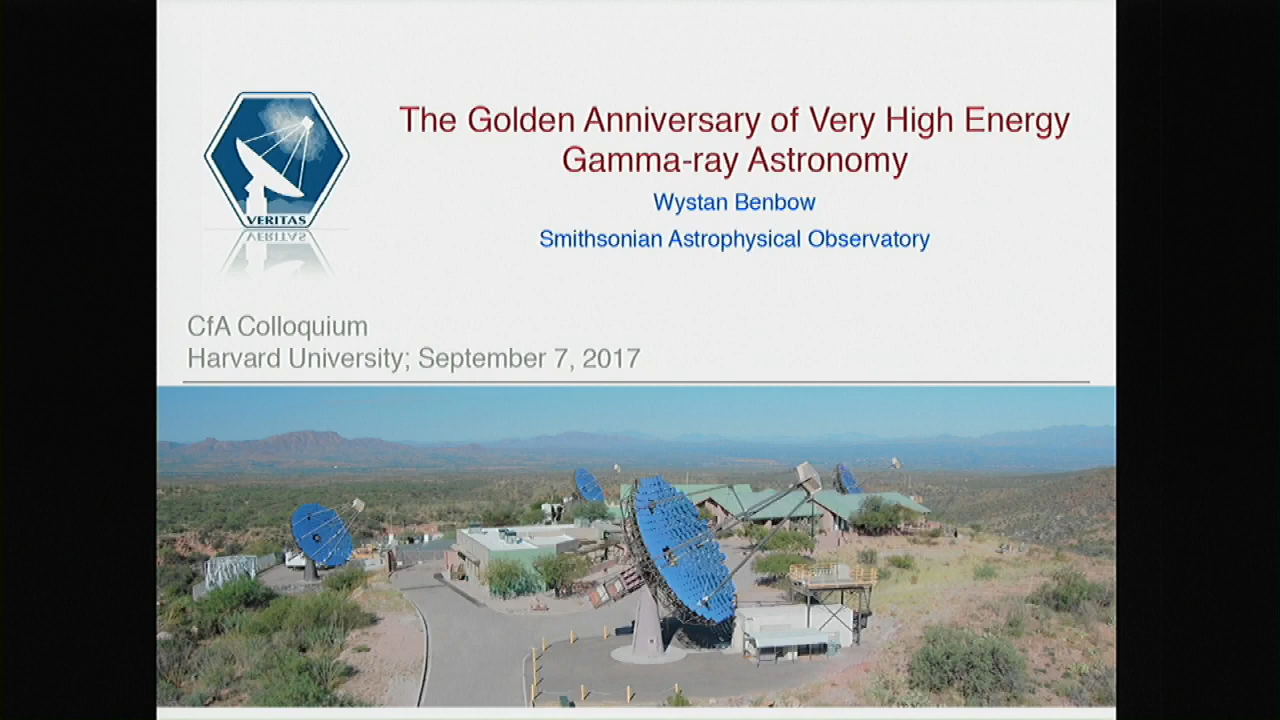 The Golden Anniversary of Very High Energy
Gamma-ray Astronomy
Wystan Benbow
Smithsonian Astrophysical Observatory
VERITAS
CfA Colloquium
Harvard University; September 7, 2017